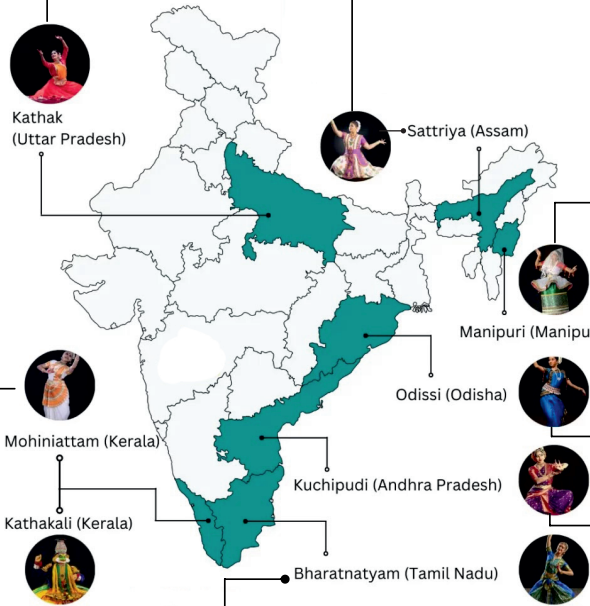 Kathak
(Uttar Pradesh)
Sattriya (Assam)
Manipuri (Manipu
Odissi (Odisha)
Mohiniattam (Kerala)
Kuchipudi (Andhra Pradesh)
Kathakali (Kerala)
Bharatnatyam (Tamil Nadu)